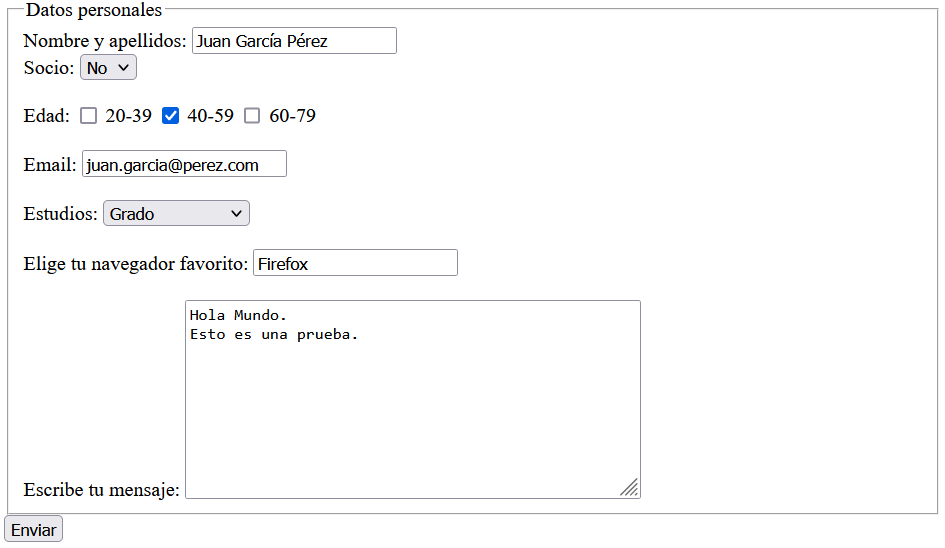 Datos personales
Nombre y apellidos: Juan García Pérez
Socio: No
Edad: 20-39 40-59 60-79
Email: juan.garcia@perez.com
Estudios: Grado
Elige tu navegador favorito: Firefox
Hola Mundo.
Esto es una prueba.
Escribe tu mensaje:
Enviar